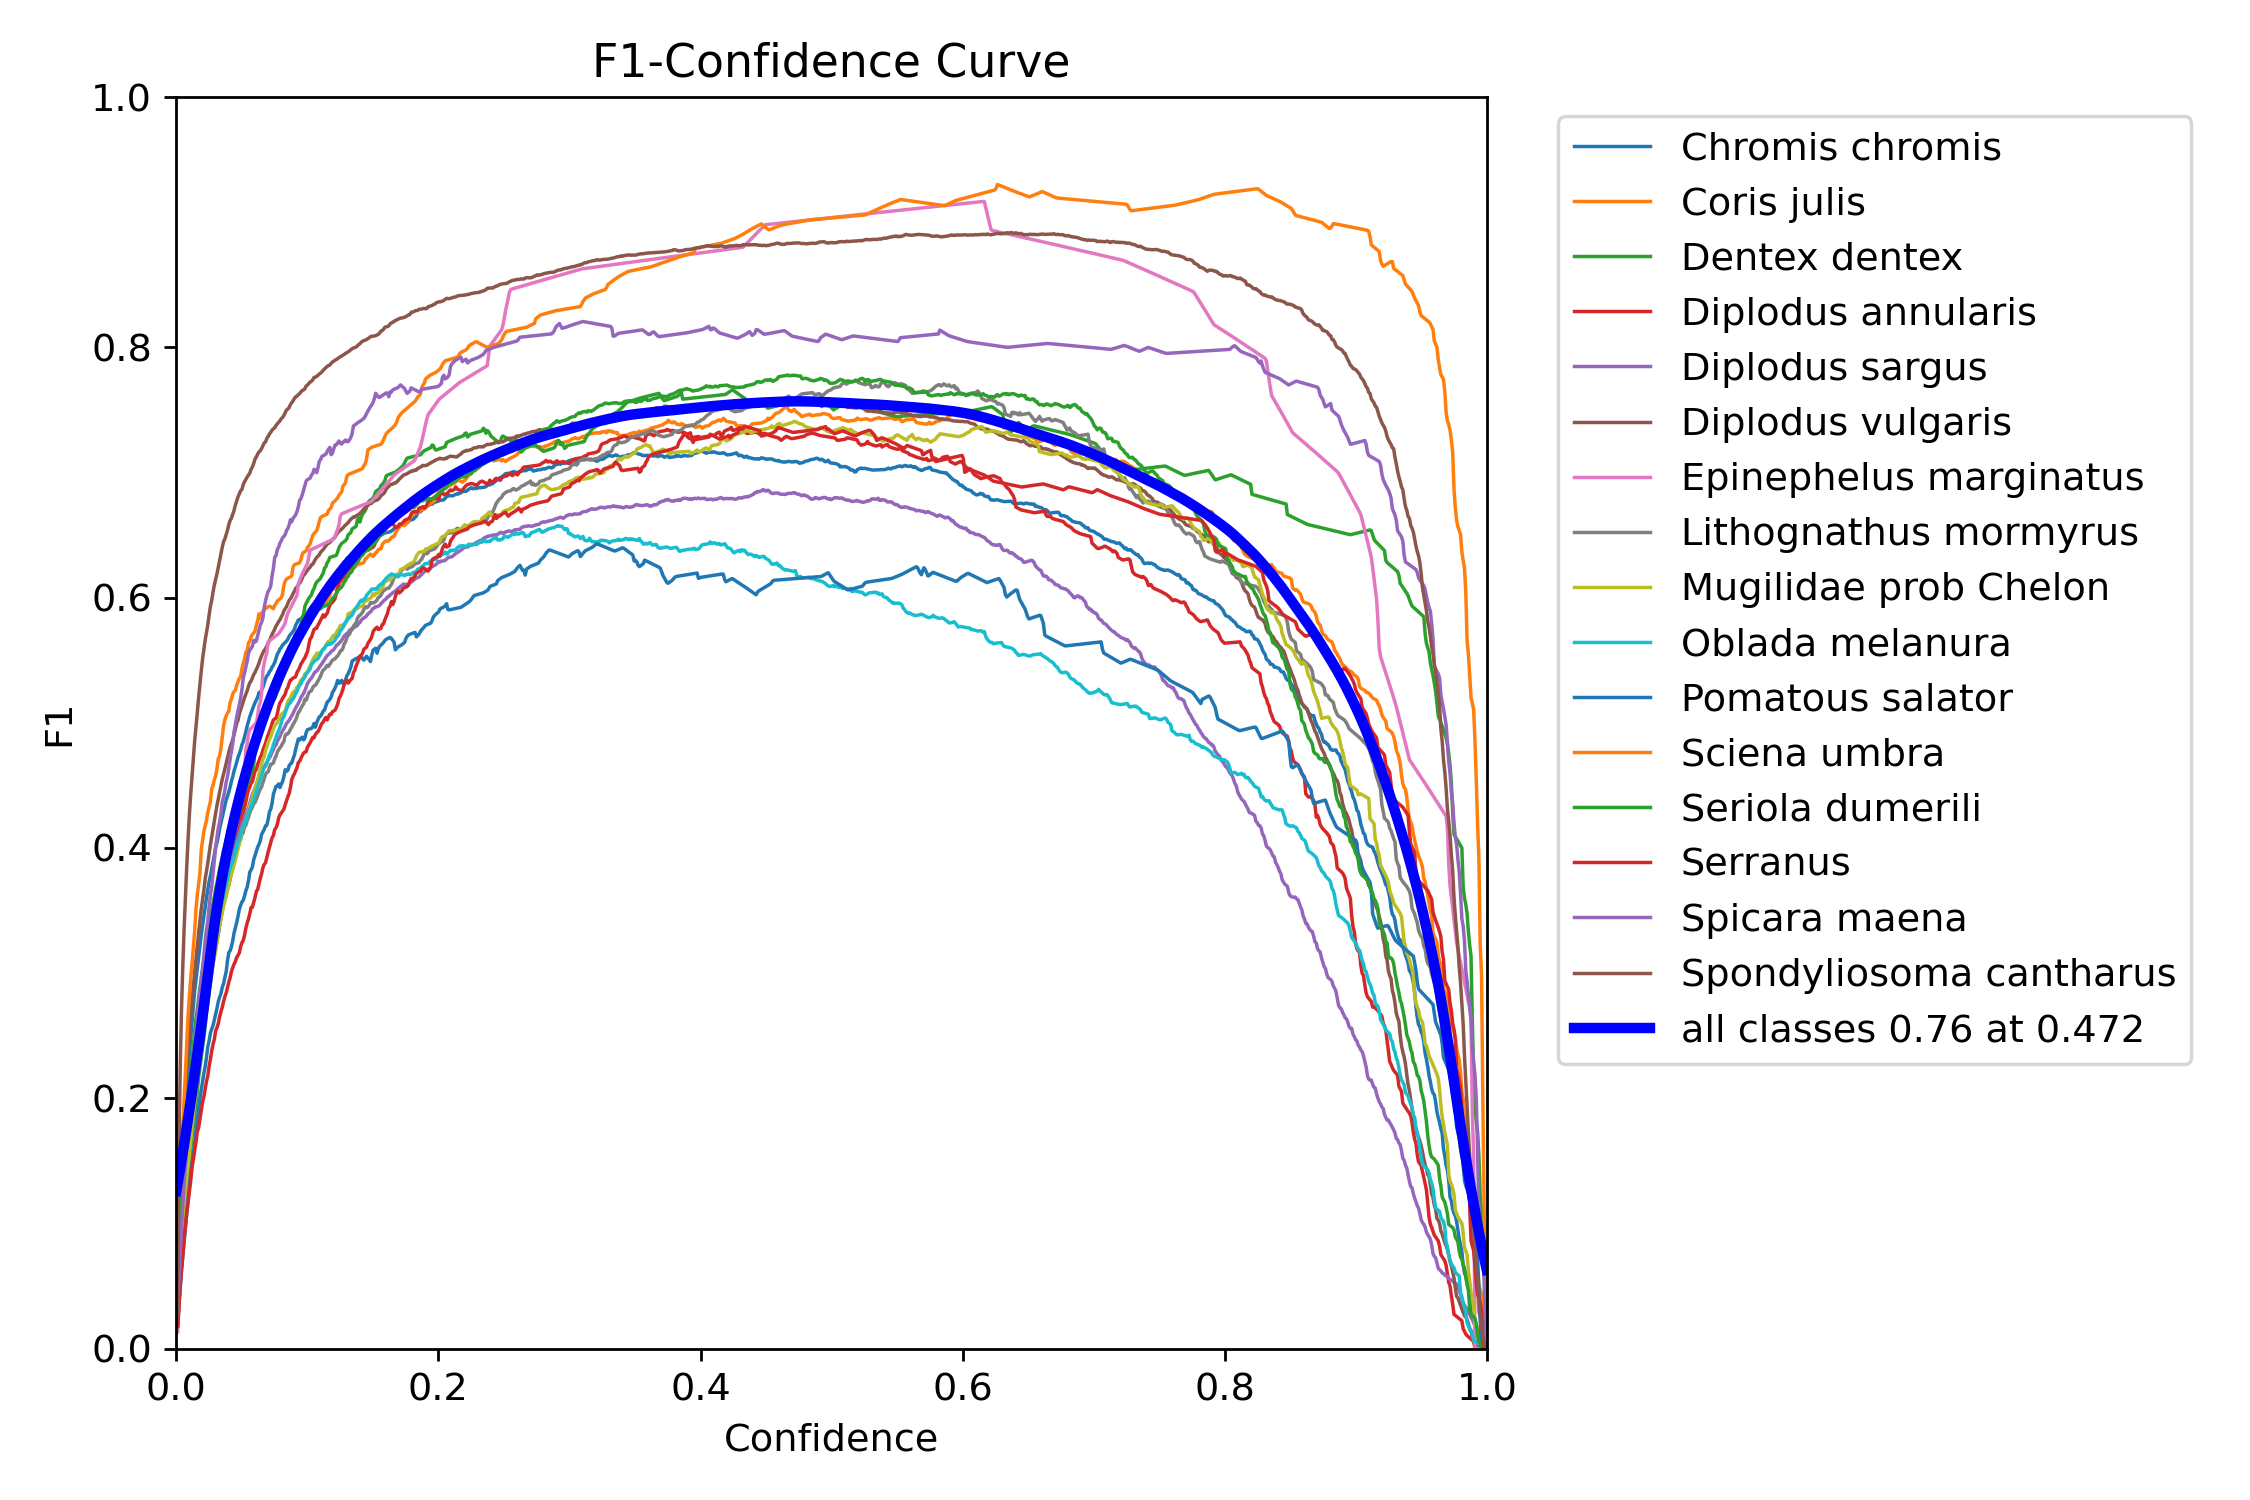 F1-Confidence Curve
1.0
0.8
0.6
0.4
0.2
0.0
F1
0.0 0.2 0.4 0.6 0.8 1.0
Confidence
Chromis chromis
Coris julis
Dentex dentex
Diplodus annularis
Diplodus sargus
Diplodus vulgaris
Epinephelus marginatus
Lithognathus mormyrus
Mugilidae prob Chelon
Oblada melanura
Pomatous salator
Sciena umbra
Seriola dumerili
Serranus
Spicara maena
Spondyliosoma cantharus
all classes 0.76 at 0.472